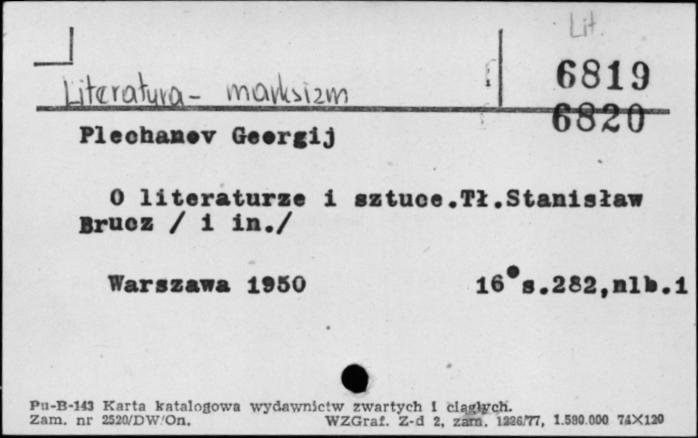 Lit.
6819
Literatura - marksizm
6820
Plechanov Georgij
O literaturze i sztuce.Tł.Stanisław
Brucz / i in./
Warszawa 1950 16° s.282,nlb.1
Pu-B-143 Karta katalogowa wydawnictw zwartych i ciągłych.
Zam. nr 2520/DW/On. WZGraf. Z-d 2, zam. 1226/77, 1.580.000 74X120